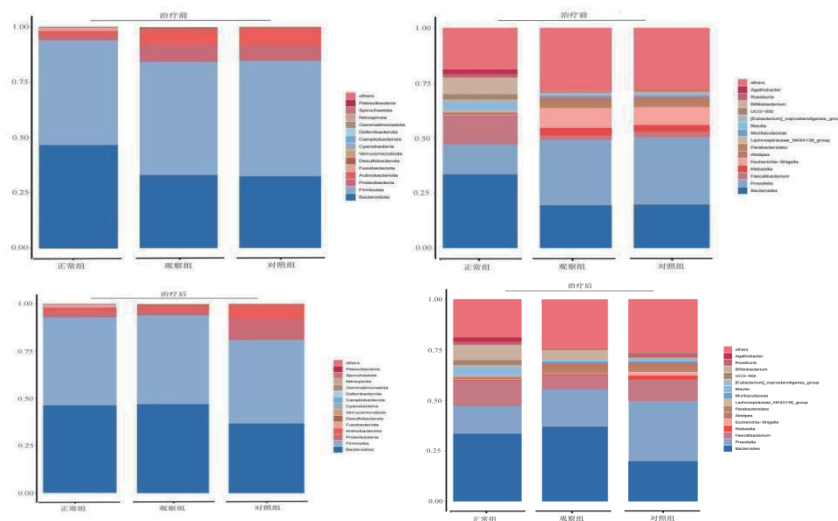 治疗前
1.00
0.75
0.50
0.25
0.00
正常组
观察组
对照组
others
Patescibacteria
Spirochaetota
Nitrospirota
Gemmatimonadota
Deferribacterota
Campilobacterota
Cyanobacteria
Verrucomicrobiota
Desulfobacterota
Fusobacteriota
Actinobacteriota
Proteobacteria
Firmicutes
Bacteroidota
治疗前
1.00
0.75
0.50
0.25
0.00
正常组
观察组
对照组
others
Agathobacter
Roseburia
Bifidobacterium
UCG-002
[Eubacterium]_coprostanoligenes_group
Blautia
Muribaculaceae
Lachnospiraceae_NK4A136_group
Parabacteroides
Alistipes
Escherichia-Shigella
Klebsiella
Faecalibacterium
Prevotella
Bacteroides
治疗后
1.00
0.75
0.50
0.25
0.00
正常组
观察组
对照组
others
Patescibacteria
Spirochaetota
Nitrospirota
Gemmatimonadota
Deferribacterota
Campilobacterota
Cyanobacteria
Verrucomicrobiota
Desulfobacterota
Fusobacteriota
Actinobacteriota
Proteobacteria
Firmicutes
Bacteroidota
治疗后
1.00
0.75
0.50
0.25
0.00
正常组
观察组
对照组
others
Agathobacter
Roseburia
Bifidobacterium
UCG-002
[Eubacterium]_coprostanoligenes_group
Blautia
Muribaculaceae
Lachnospiraceae_NK4A136_group
Parabacteroides
Alistipes
Escherichia-Shigella
Klebsiella
Faecalibacterium
Prevotella
Bacteroides